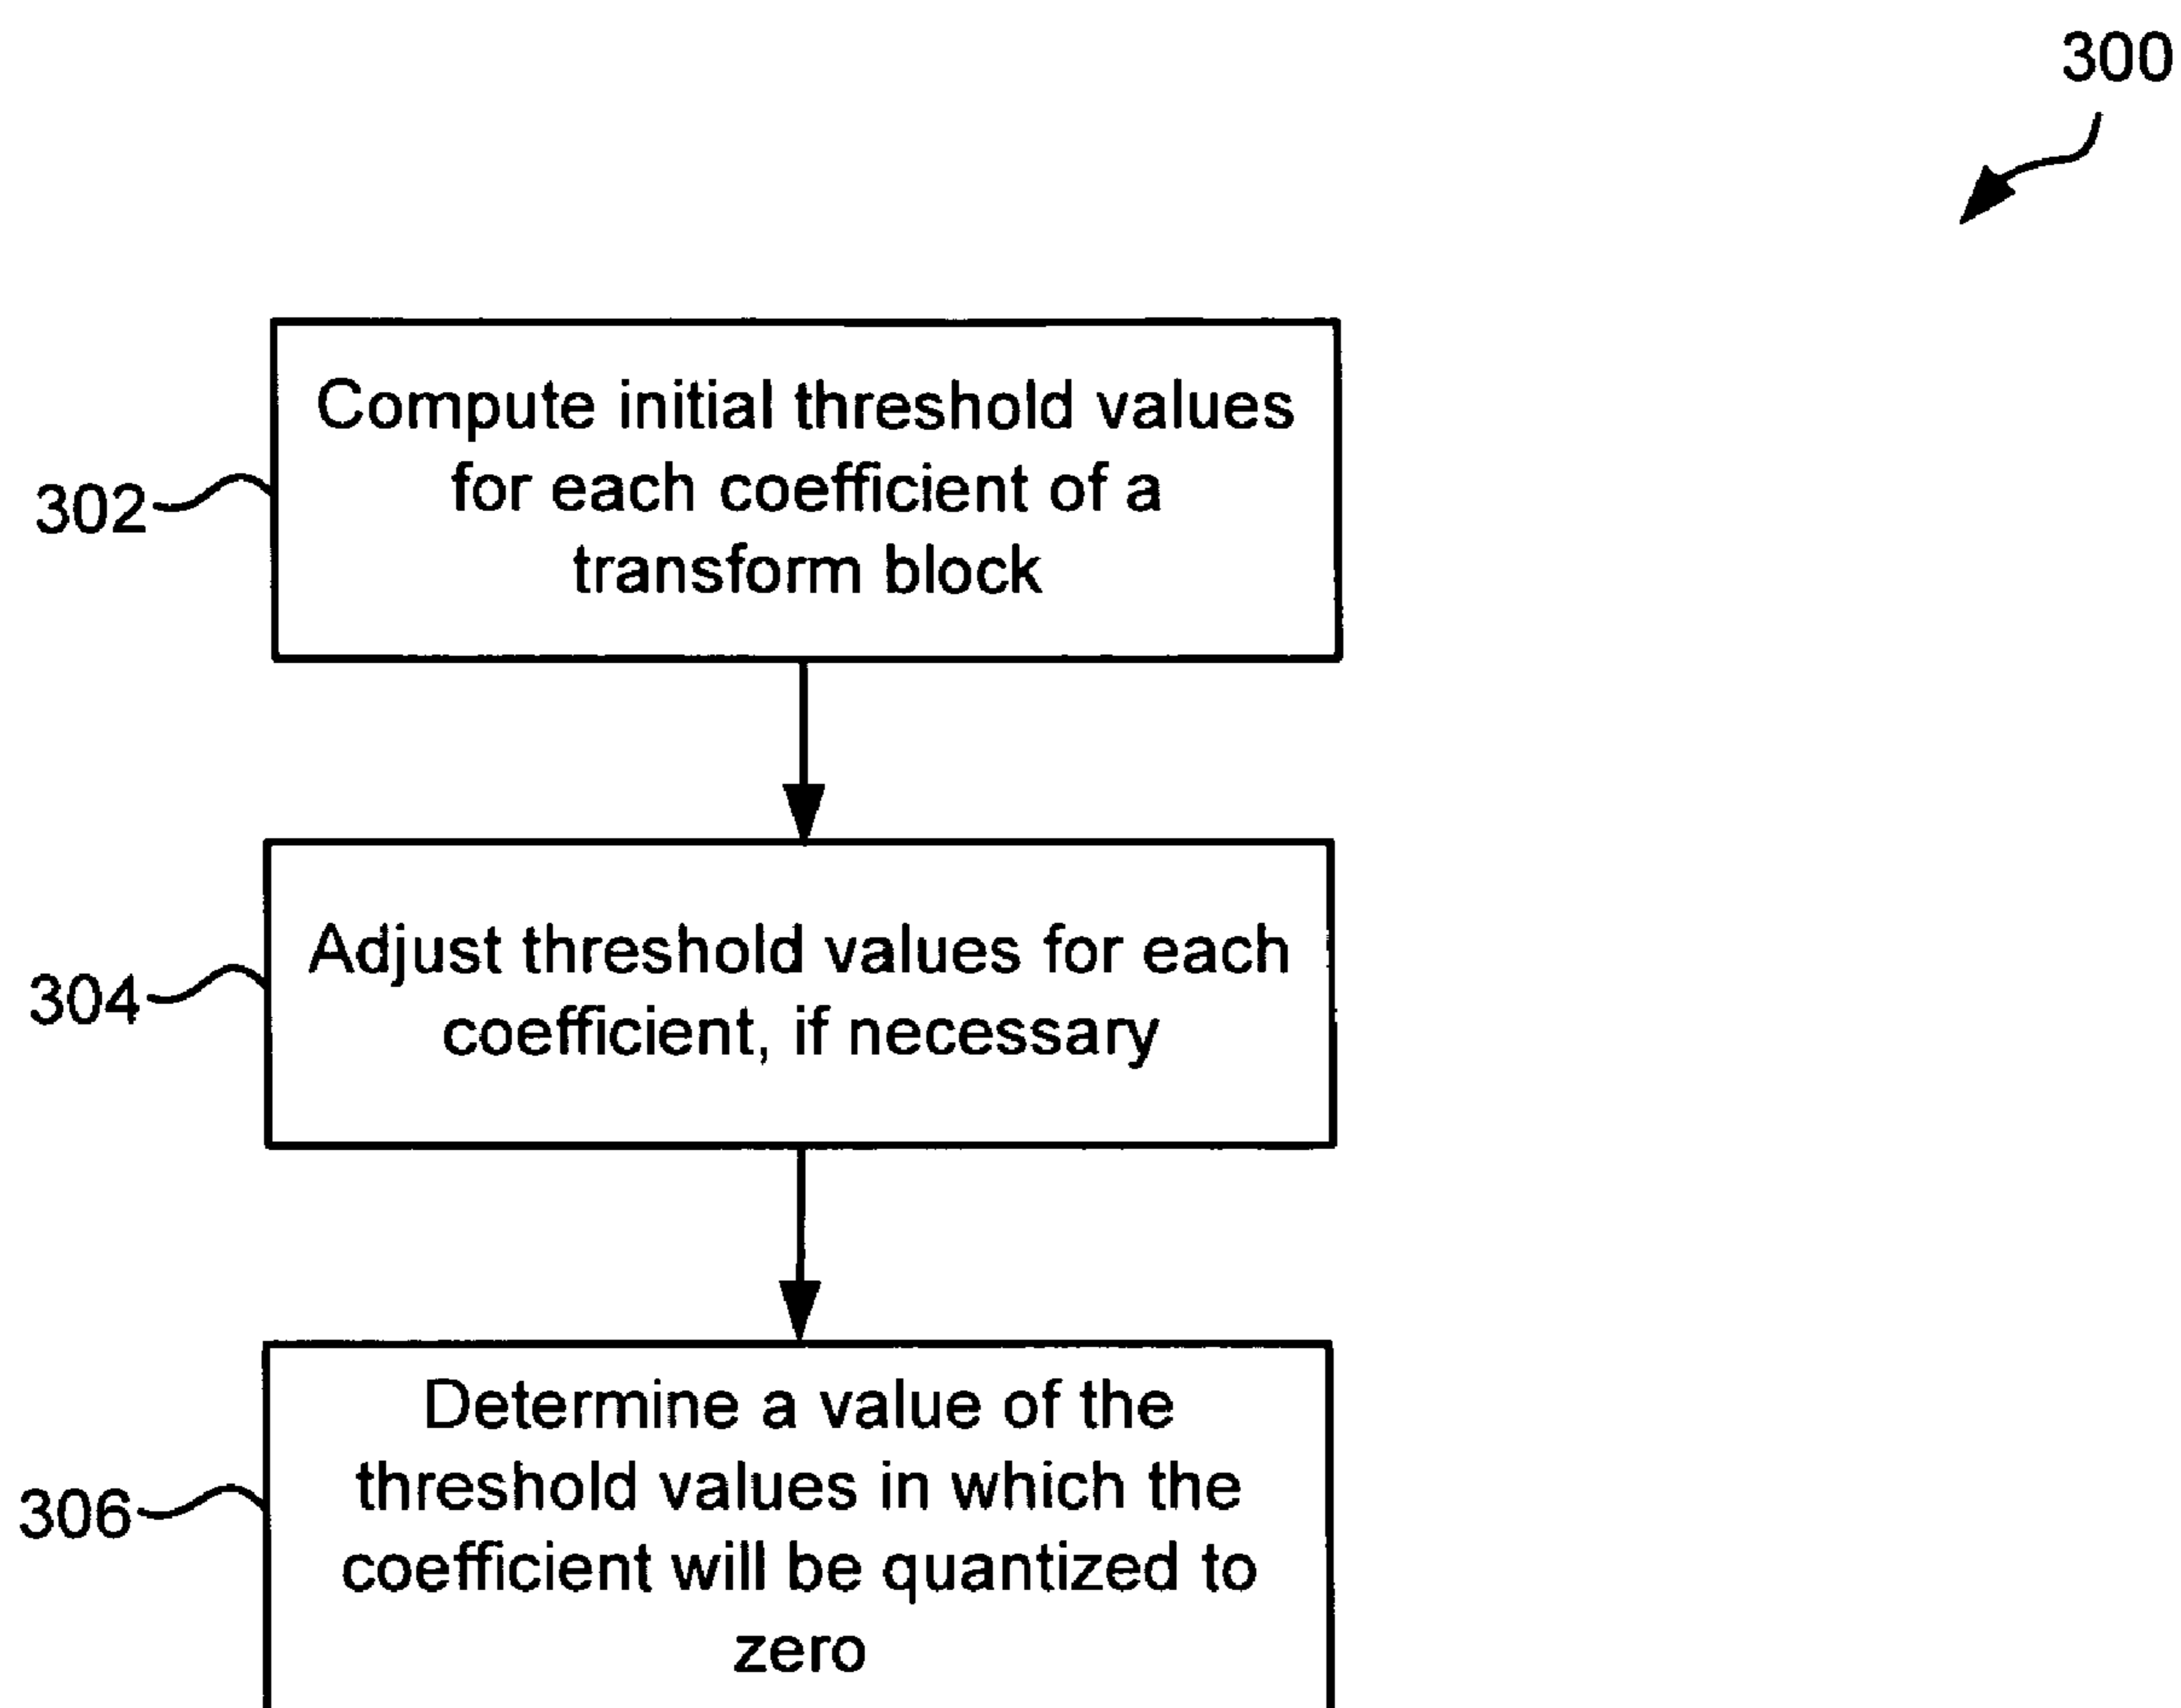 300
Compute initial threshold values
for each coefficient of a
transform block
302
Adjust threshold values for each
coefficient, if necessary
304
Determine a value of the
threshold values in which the
coefficient will be quantized to
zero
306